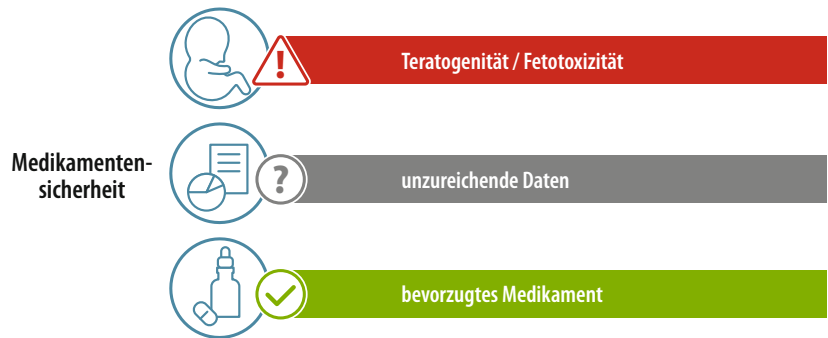 Teratogenität / Fetotoxizität
Medikamenten-
sicherheit
?
unzureichende Daten
bevorzugtes Medikament